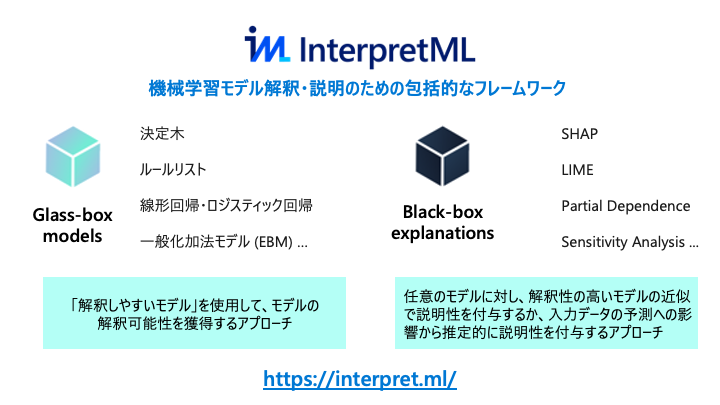 InterpretML
機械学習モデル解釈・説明のための包括的なフレームワーク
Glass-box
models
決定木
ルールリスト
線形回帰・ロジスティック回帰
一般化加法モデル (EBM) ...
「解釈しやすいモデル」を使用して、モデルの
解釈可能性を獲得するアプローチ
Black-box
explanations
SHAP
LIME
Partial Dependence
Sensitivity Analysis ...
任意のモデルに対し、解釈性の高いモデルの近似
で説明性を付与するか、入力データの予測への影
響から推定的に説明性を付与するアプローチ
https://interpret.ml/